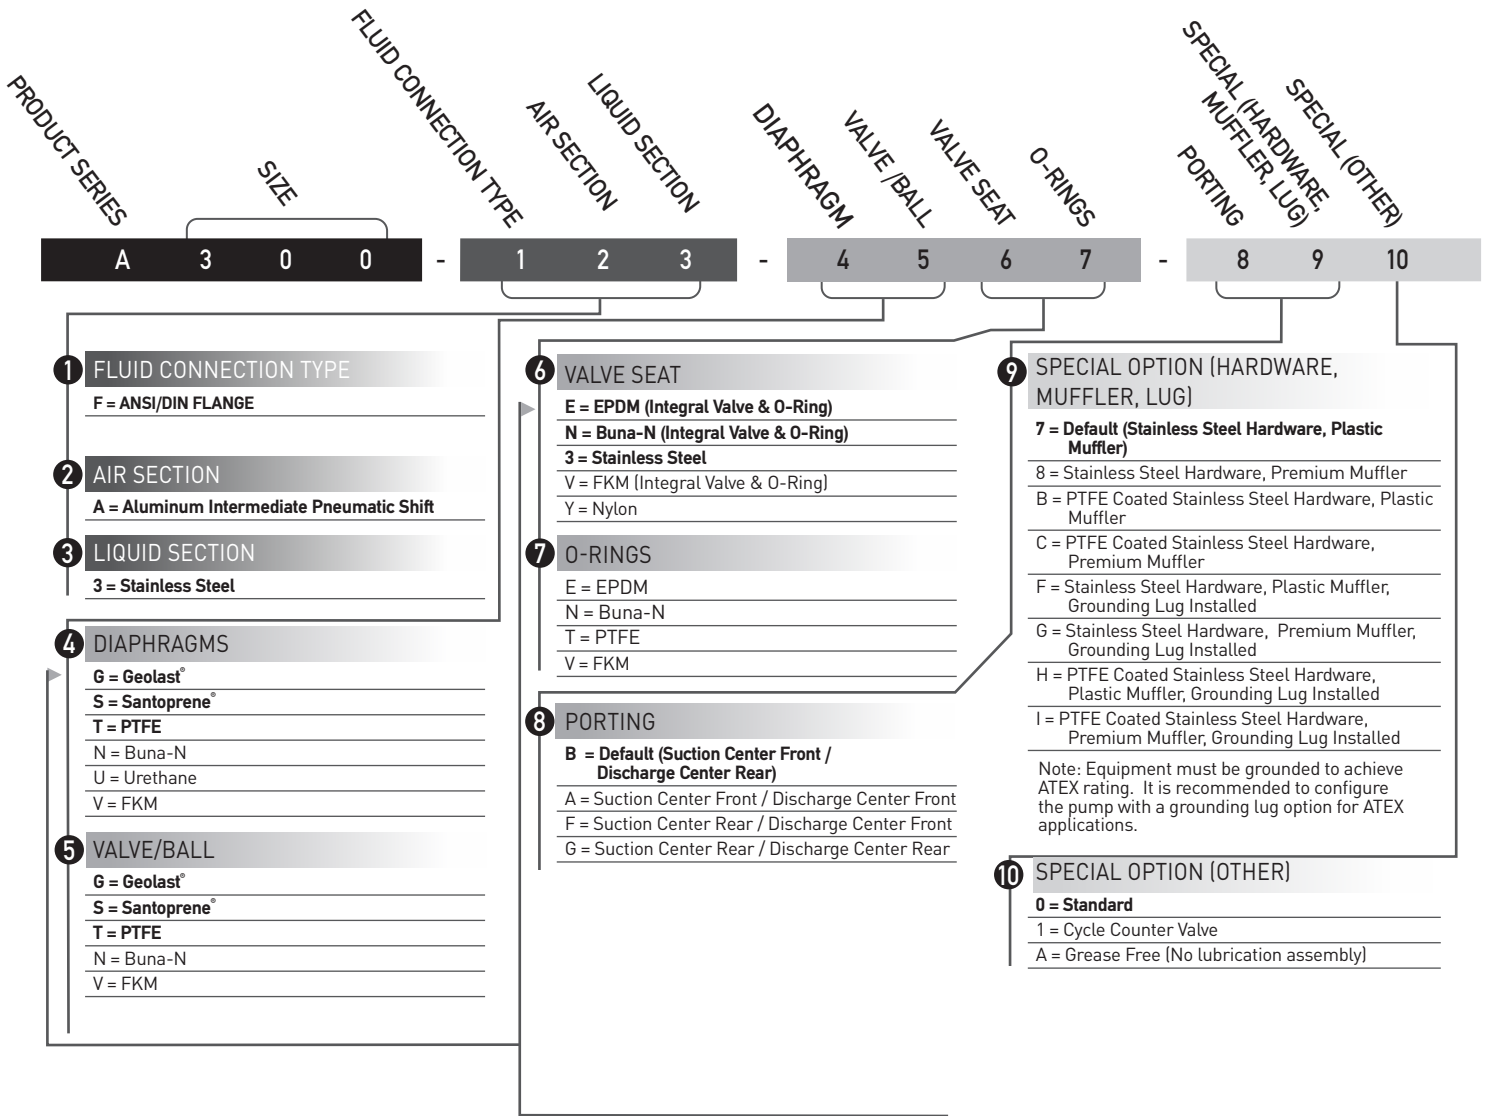 PRODUCT SERIES
SIZE
FLUID CONNECTION TYPE
AIR SECTION
LIQUID SECTION
DIAPHRAGM
VALVE /BALL
VALVE SEAT
O-RINGS
PORTING
SPECIAL (HARDWARE,
MUFFLER, LUG)
SPECIAL (OTHER)
A 3 0 0 - 1 2 3 - 4 5 6 7 - 8 9 10
1 FLUID CONNECTION TYPE
F = ANSI/DIN FLANGE
2 AIR SECTION
A = Aluminum Intermediate Pneumatic Shift
3 LIQUID SECTION
3 = Stainless Steel
4 DIAPHRAGMS
G = Geolast®
S = Santoprene®
T = PTFE
N = Buna-N
U = Urethane
V = FKM
5 VALVE/BALL
G = Geolast®
S = Santoprene®
T = PTFE
N = Buna-N
V = FKM
6 VALVE SEAT
E = EPDM (Integral Valve & O-Ring)
N = Buna-N (Integral Valve & O-Ring)
3 = Stainless Steel
V = FKM (Integral Valve & O-Ring)
Y = Nylon
7 O-RINGS
E = EPDM
N = Buna-N
T = PTFE
V = FKM
8 PORTING
B = Default (Suction Center Front /
Discharge Center Rear)
A = Suction Center Front / Discharge Center Front
F = Suction Center Rear / Discharge Center Front
G = Suction Center Rear / Discharge Center Rear
9 SPECIAL OPTION (HARDWARE,
MUFFLER, LUG)
7 = Default (Stainless Steel Hardware, Plastic
Muffler)
8 = Stainless Steel Hardware, Premium Muffler
B = PTFE Coated Stainless Steel Hardware, Plastic
Muffler
C = PTFE Coated Stainless Steel Hardware,
Premium Muffler
F = Stainless Steel Hardware, Plastic Muffler,
Grounding Lug Installed
G = Stainless Steel Hardware, Premium Muffler,
Grounding Lug Installed
H = PTFE Coated Stainless Steel Hardware,
Plastic Muffler, Grounding Lug Installed
I = PTFE Coated Stainless Steel Hardware,
Premium Muffler, Grounding Lug Installed
Note: Equipment must be grounded to achieve
ATEX rating. It is recommended to configure
the pump with a grounding lug option for ATEX
applications.
10 SPECIAL OPTION (OTHER)
0 = Standard
1 = Cycle Counter Valve
A = Grease Free (No lubrication assembly)